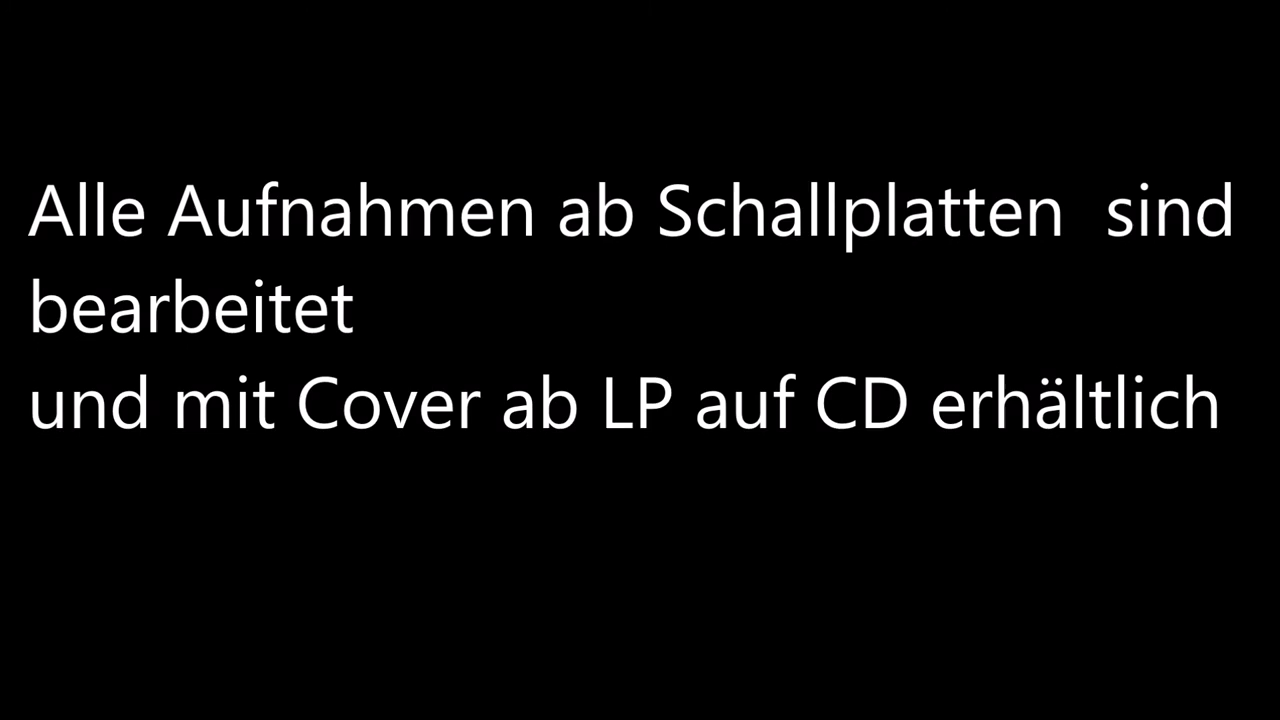 Alle Aufnahmen ab Schallplatten  sind
bearbeitet
und mit Cover ab LP auf CD erhältlich